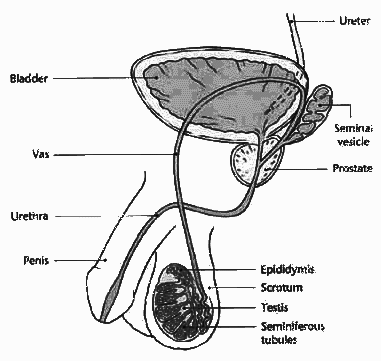 Ureter
Bladder
Seminal
vesicle
Vas
Prostate
Urethra
Penis
Epididymis
Scrotum
Testis
Seminiferous
tubules